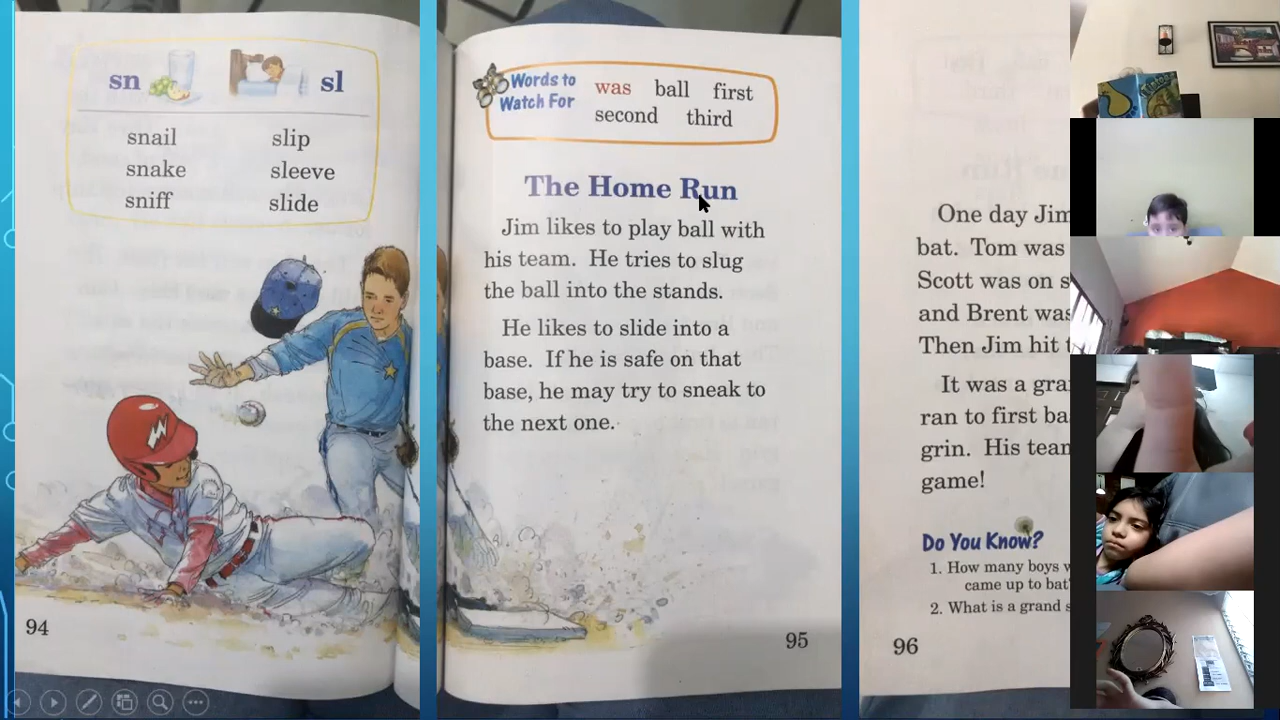 sn sl
snail slip
snake sleeve
sniff slide
94
Words to
Watch For
was ball first
second third
The Home Run
Jim likes to play ball with
his team. He tries to slug
the ball into the stands.
He likes to slide into a
base. If he is safe on that
base, he may try to sneak to
the next one.
95
One day Jim
bat. Tom was
Scott was on
and Brent was
Then Jim hit
It was a
ran to first
grin. His team
game!
Do You Know?
1. How many boys
came up to bat
2. What is a grand
96